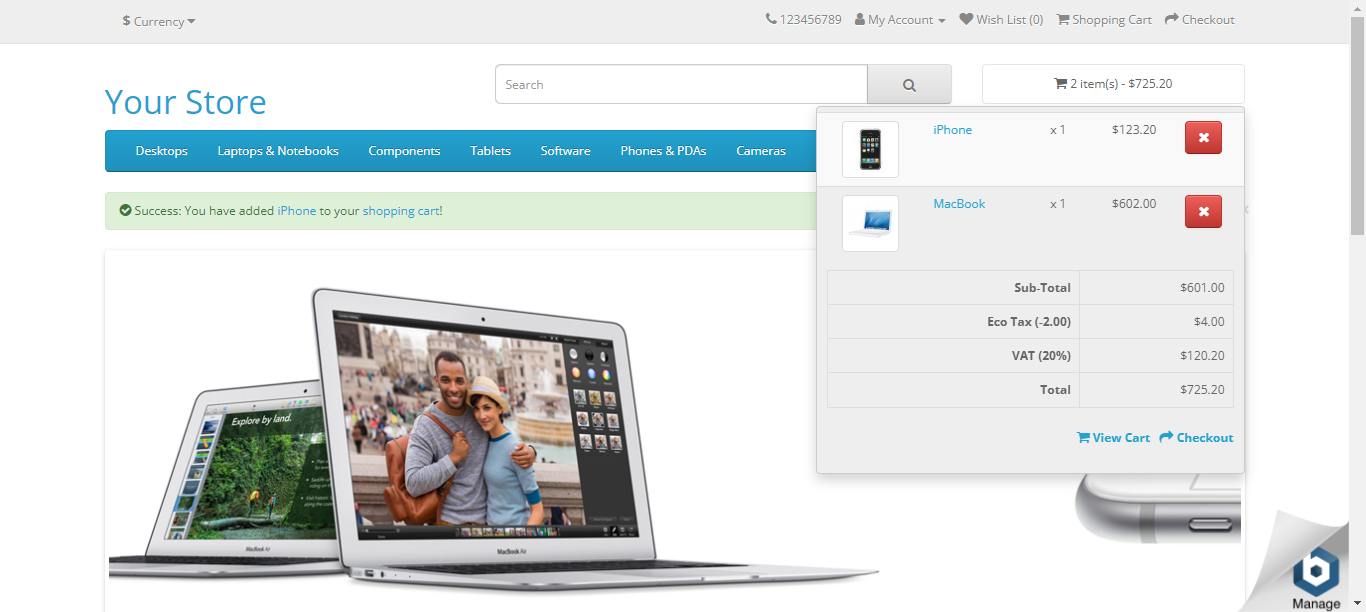 $ Currency
123456789 My Account Wish List (0) Shopping Cart Checkout
Your Store
Search
2 item(s) - $725.20
Desktops Laptops & Notebooks Components Tablets Software Phones & PDAs Cameras
iPhone x 1 $123.20
Success: You have added iPhone to your shopping cart!
MacBook x 1 $602.00
Sub-Total $601.00
Eco Tax (-2.00) $4.00
VAT (20%) $120.20
Total $725.20
View Cart Checkout
Explore by land.
MacBook Air
MacBook Air
Manage